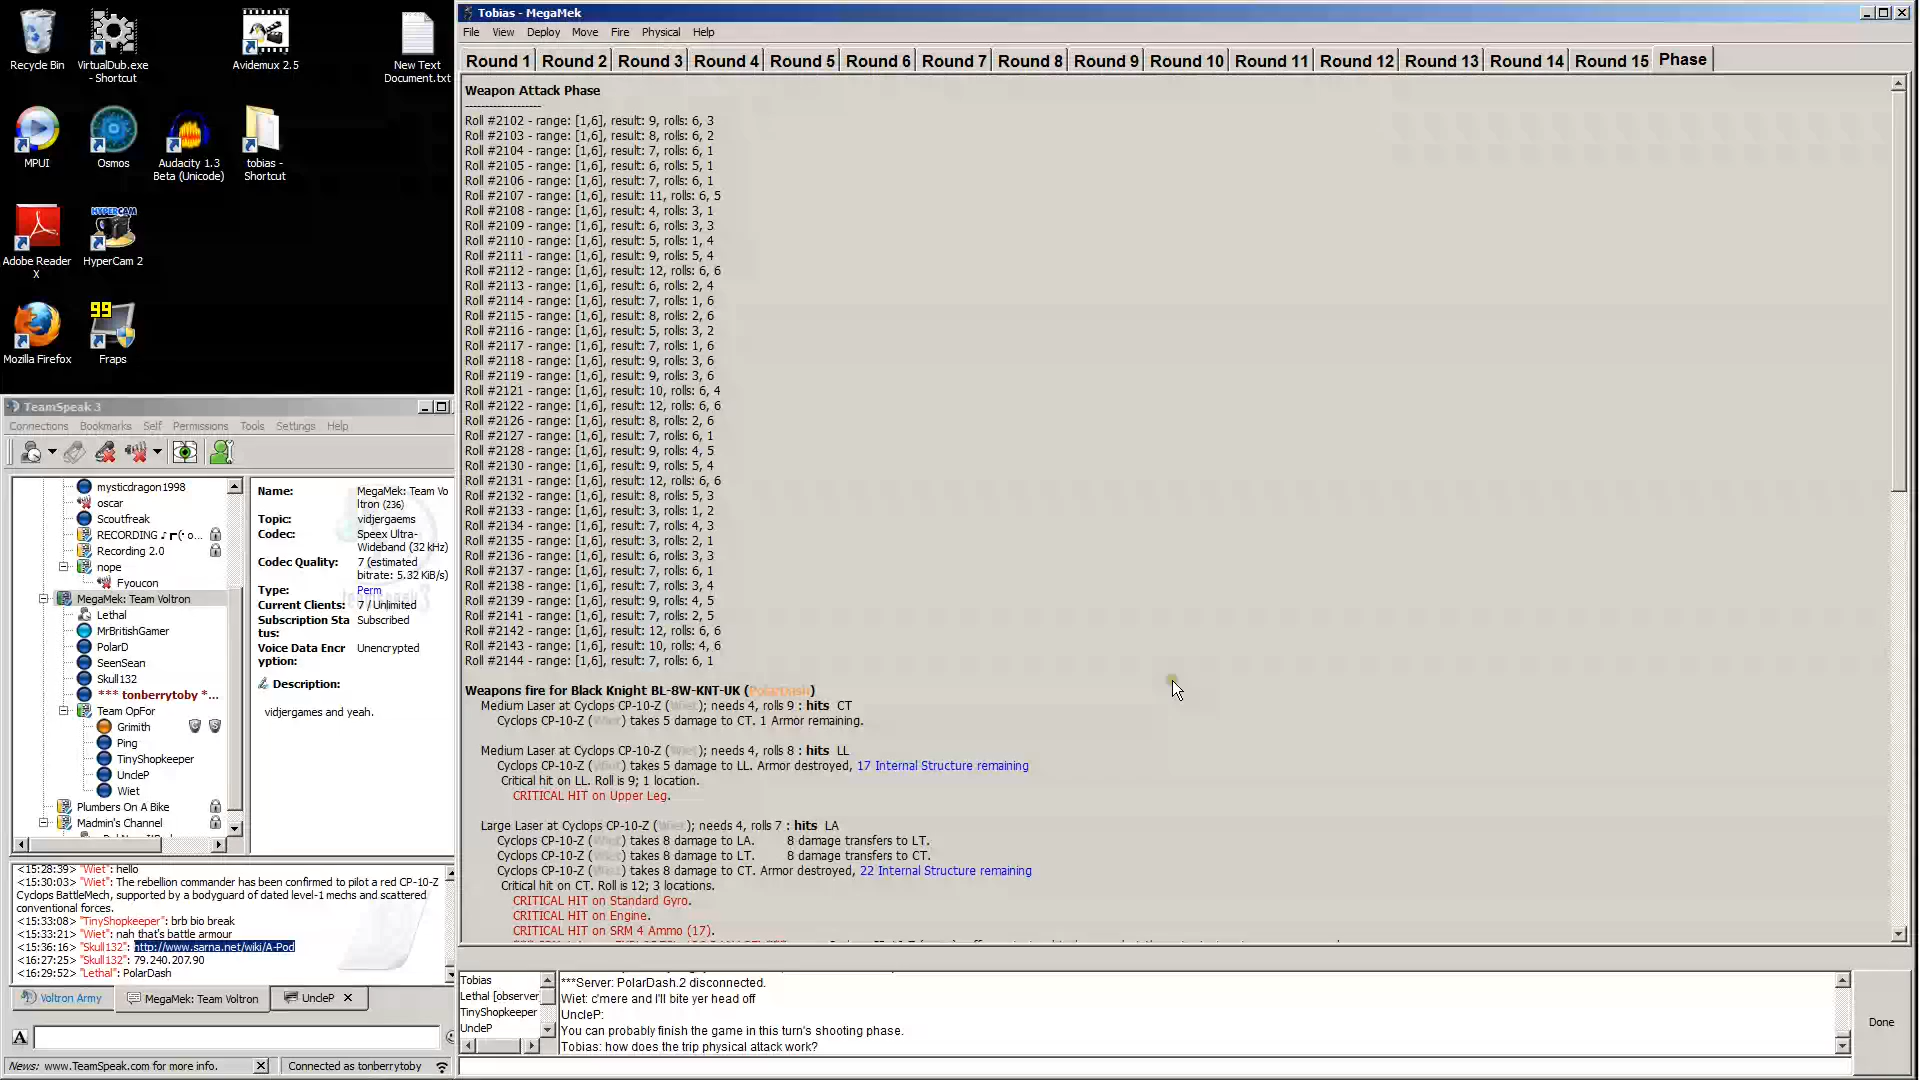 Recycle Bin
VirtualDub.exe
- Shortcut
Avidemux 2.5
New Text
Document.txt
MPUI
Osmos
Audacity 1.3
Beta (Unicode)
tobias -
Shortcut
Adobe Reader
X
HYPERCAM
HyperCam 2
Mozilla Firefox
99
Fraps
TeamSpeak 3
Connections Bookmarks Self Permissions Tools Settings Help
mysticdragon1998
oscar
Scoutfreak
Recording 2.0
nope
Fyoucon
MegaMek: Team Voltron
Lethal
MrBritishGamer
PolarD
SeenSean
Skull132
*** tonberrytoby *...
Team OpFor
Grimith
Ping
TinyShopkeeper
UncleP
Wiet
Plumbers On A Bike
Madmin's Channel
Name: MegaMek: Team Vo
ltron (236)
Topic: vidjergaems
Codec: Speex Ultra-
Wideband (32 kHz)
Codec Quality: 7 (estimated
bitrate: 5.32 KiB/s)
Type: Perm
Current Clients: 7 / Unlimited
Subscription Sta
tus: Subscribed
Voice Data Encr
yption: Unencrypted
Description:
vidjergames and yeah.
<15:28:39> "Wiet": hello
<15:30:03> "Wiet": The rebellion commander has been confirmed to pilot a red CP-10-Z
Cyclops BattleMech, supported by a bodyguard of dated level-1 mechs and scattered
conventional forces.
<15:33:08> "TinyShopkeeper": brb bio break
<15:33:21> "Wiet": nah that's battle armour
<15:36:16> "Skull132": http://www.sarna.net/wiki/A-Pod
<16:27:25> "Skull132": 79.240.207.90
<16:29:52> "Lethal": PolarDash
Voltron Army MegaMek: Team Voltron UncleP
News: www.TeamSpeak.com for more info. Connected as tonberrytoby
Tobias - MegaMek
File View Deploy Move Fire Physical Help
Round 1 Round 2 Round 3 Round 4 Round 5 Round 6 Round 7 Round 8 Round 9 Round 10 Round 11 Round 12 Round 13 Round 14 Round 15 Phase
Weapon Attack Phase
-------------------
Roll #2102 - range: [1,6], result: 9, rolls: 6, 3
Roll #2103 - range: [1,6], result: 8, rolls: 6, 2
Roll #2104 - range: [1,6], result: 7, rolls: 6, 1
Roll #2105 - range: [1,6], result: 6, rolls: 5, 1
Roll #2106 - range: [1,6], result: 7, rolls: 6, 1
Roll #2107 - range: [1,6], result: 11, rolls: 6, 5
Roll #2108 - range: [1,6], result: 4, rolls: 3, 1
Roll #2109 - range: [1,6], result: 6, rolls: 3, 3
Roll #2110 - range: [1,6], result: 5, rolls: 1, 4
Roll #2111 - range: [1,6], result: 9, rolls: 5, 4
Roll #2112 - range: [1,6], result: 12, rolls: 6, 6
Roll #2113 - range: [1,6], result: 6, rolls: 2, 4
Roll #2114 - range: [1,6], result: 7, rolls: 1, 6
Roll #2115 - range: [1,6], result: 8, rolls: 2, 6
Roll #2116 - range: [1,6], result: 5, rolls: 3, 2
Roll #2117 - range: [1,6], result: 7, rolls: 1, 6
Roll #2118 - range: [1,6], result: 9, rolls: 3, 6
Roll #2119 - range: [1,6], result: 9, rolls: 3, 6
Roll #2121 - range: [1,6], result: 10, rolls: 6, 4
Roll #2122 - range: [1,6], result: 12, rolls: 6, 6
Roll #2126 - range: [1,6], result: 8, rolls: 2, 6
Roll #2127 - range: [1,6], result: 7, rolls: 6, 1
Roll #2128 - range: [1,6], result: 9, rolls: 4, 5
Roll #2130 - range: [1,6], result: 9, rolls: 5, 4
Roll #2131 - range: [1,6], result: 12, rolls: 6, 6
Roll #2132 - range: [1,6], result: 8, rolls: 5, 3
Roll #2133 - range: [1,6], result: 3, rolls: 1, 2
Roll #2134 - range: [1,6], result: 7, rolls: 4, 3
Roll #2135 - range: [1,6], result: 3, rolls: 2, 1
Roll #2136 - range: [1,6], result: 6, rolls: 3, 3
Roll #2137 - range: [1,6], result: 7, rolls: 6, 1
Roll #2138 - range: [1,6], result: 7, rolls: 3, 4
Roll #2139 - range: [1,6], result: 9, rolls: 4, 5
Roll #2141 - range: [1,6], result: 7, rolls: 2, 5
Roll #2142 - range: [1,6], result: 12, rolls: 6, 6
Roll #2143 - range: [1,6], result: 10, rolls: 4, 6
Roll #2144 - range: [1,6], result: 7, rolls: 6, 1
Weapons fire for Black Knight BL-8W-KNT-UK (PolarDash)
Medium Laser at Cyclops CP-10-Z (Wiet); needs 4, rolls 9 : hits CT
Cyclops CP-10-Z (Wiet) takes 5 damage to CT. 1 Armor remaining.
Medium Laser at Cyclops CP-10-Z (Wiet); needs 4, rolls 8 : hits LL
Cyclops CP-10-Z (Wiet) takes 5 damage to LL. Armor destroyed, 17 Internal Structure remaining
Critical hit on LL. Roll is 9; 1 location.
CRITICAL HIT on Upper Leg.
Large Laser at Cyclops CP-10-Z (Wiet); needs 4, rolls 7 : hits LA
Cyclops CP-10-Z (Wiet) takes 8 damage to LA. 8 damage transfers to LT.
Cyclops CP-10-Z (Wiet) takes 8 damage to LT. 8 damage transfers to CT.
Cyclops CP-10-Z (Wiet) takes 8 damage to CT. Armor destroyed, 22 Internal Structure remaining
Critical hit on CT. Roll is 12; 3 locations.
CRITICAL HIT on Standard Gyro.
CRITICAL HIT on Engine.
CRITICAL HIT on SRM 4 Ammo (17).
Tobias
Lethal [observer
TinyShopkeeper
UncleP
***Server: PolarDash.2 disconnected.
Wiet: c'mere and I'll bite yer head off
UncleP:
You can probably finish the game in this turn's shooting phase.
Tobias: how does the trip physical attack work?
Done